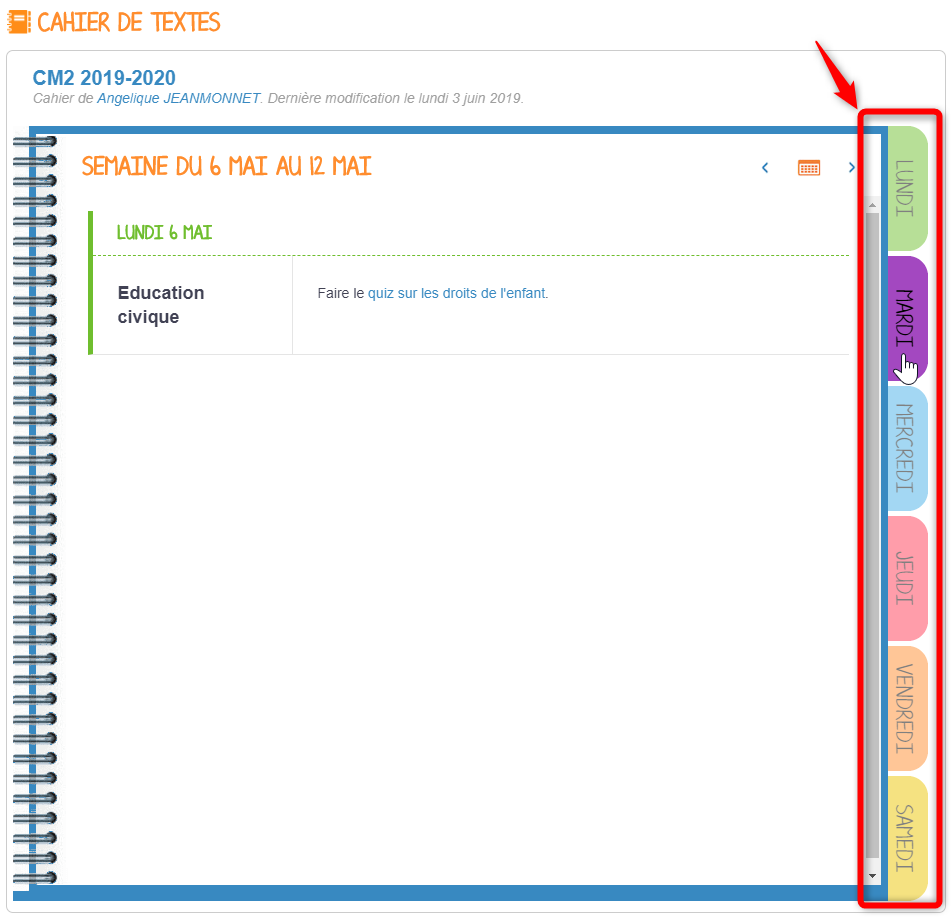 CAHIER DE TEXTES
CM2 2019-2020
Cahier de Angelique JEANMONNET. Dernière modification le lundi 3 juin 2019.
SEMAINE DU 6 MAI AU 12 MAI
LUNDI 6 MAI
Education
civique
Faire le quiz sur les droits de l'enfant.
LUNDI
MARDI
MERCREDI
JEUDI
VENDREDI
SAMEDI